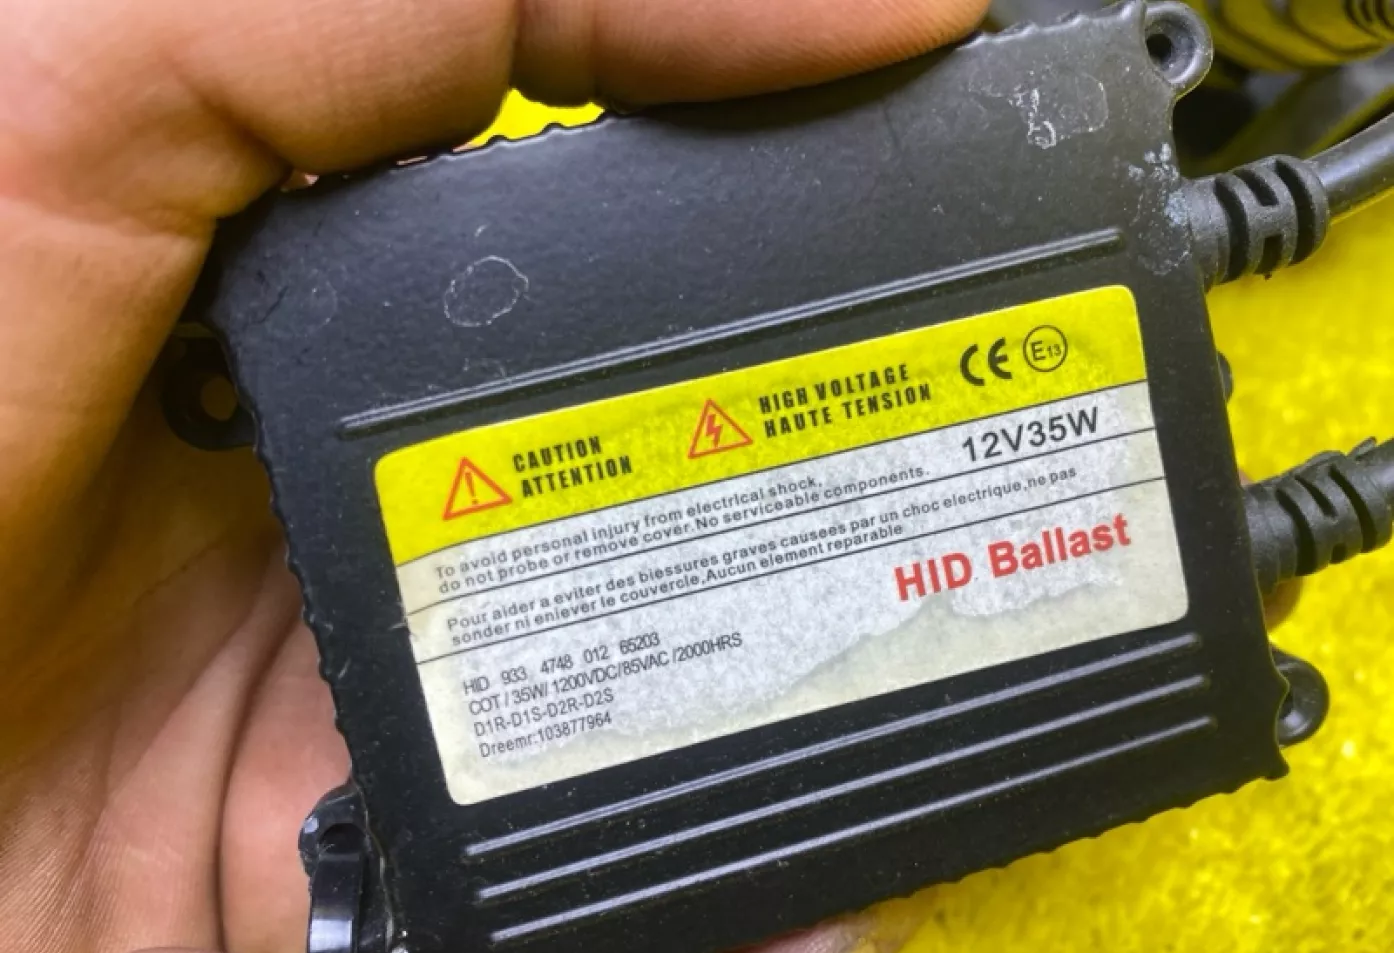 CAUTION
ATTENTION
HIGH VOLTAGE
HAUTE TENSION
CE E13
12V35W
To avoid personal injury from electrical shock,
do not probe or remove cover.No serviceable components.
Pour aider a eviter des biessures graves causees par un choc electrique,ne pas
sonder ni eniever le couvercle,Aucun element reparable
HID Ballast
HID 933 4748 012 65203
COT/35W/1200VDC/85VAC/2000HRS
D1R-D1S-D2R-D2S
Dreemr:103877964